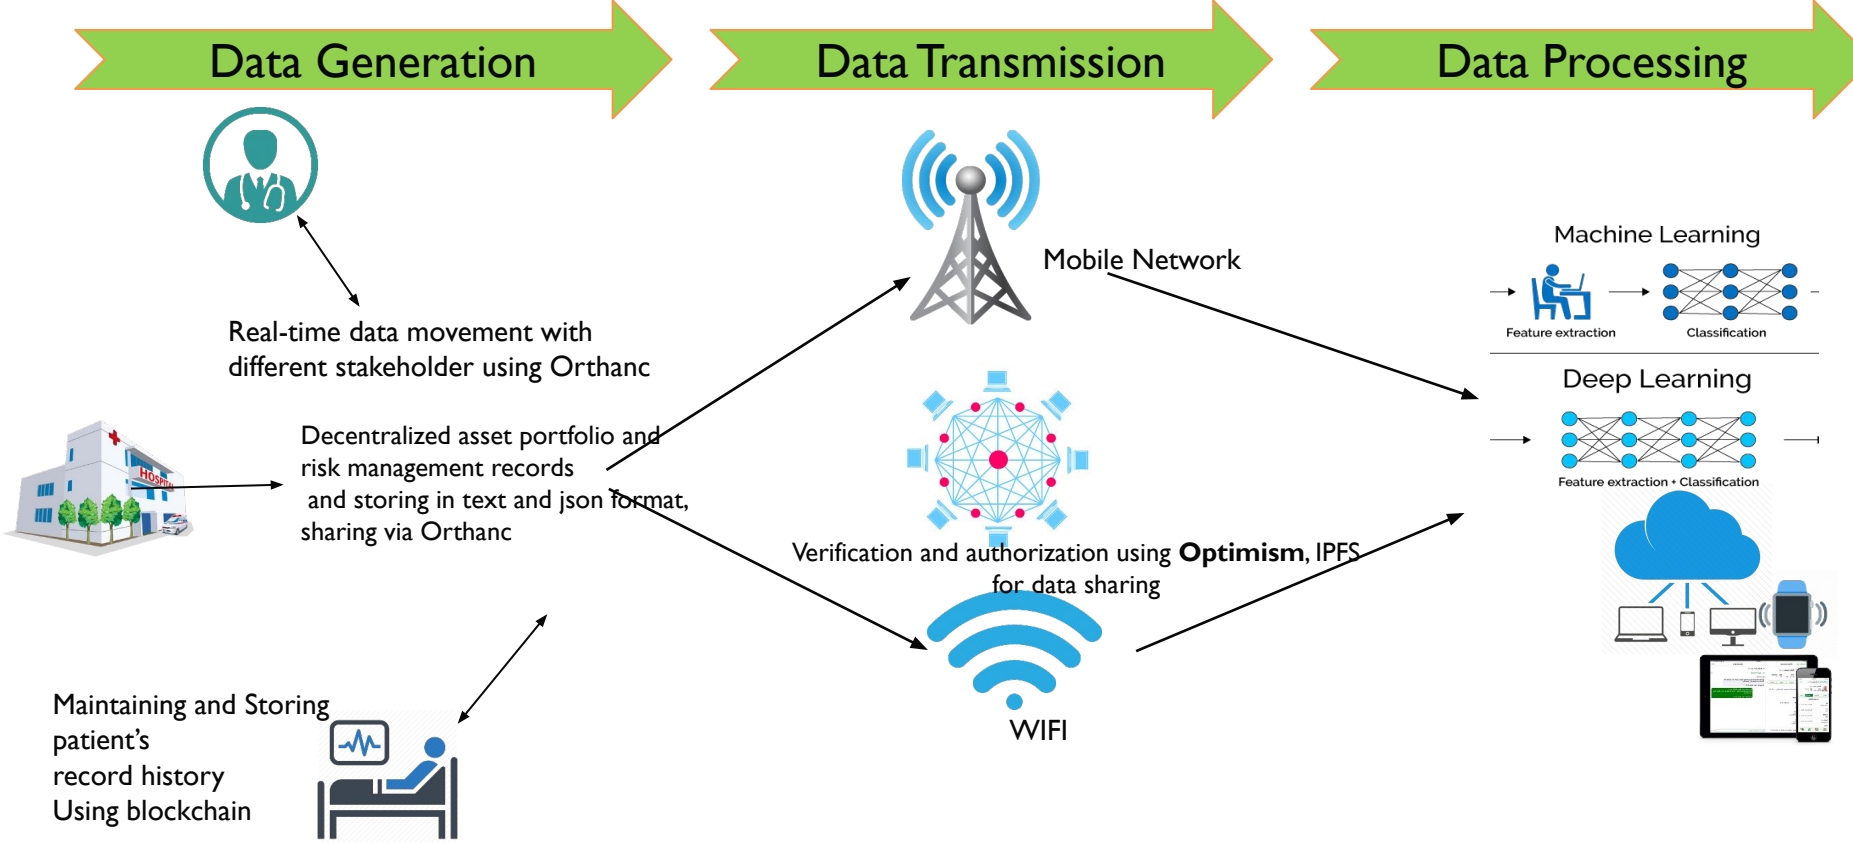 Data Generation
Data Transmission
Data Processing
Real-time data movement with
different stakeholder using Orthanc
HOSPITAL
Decentralized asset portfolio and
risk management records
and storing in text and json format,
sharing via Orthanc
Maintaining and Storing
patient's
record history
Using blockchain
Mobile Network
Verification and authorization using Optimism, IPFS
for data sharing
WIFI
Machine Learning
Feature extraction
Classification
Deep Learning
Feature extraction + Classification